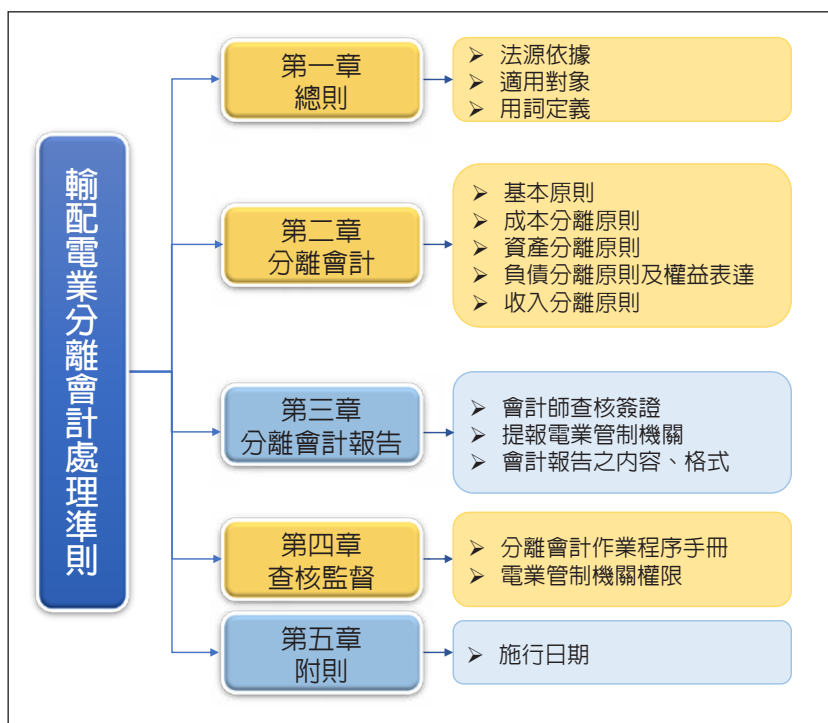 輸配電業分離會計處理準則
第一章
總則
➢ 法源依據
➢ 適用對象
➢ 用詞定義
第二章
分離會計
➢ 基本原則
➢ 成本分離原則
➢ 資產分離原則
➢ 負債分離原則及權益表達
➢ 收入分離原則
第三章
分離會計報告
➢ 會計師查核簽證
➢ 提報電業管制機關
➢ 會計報告之內容、格式
第四章
查核監督
➢ 分離會計作業程序手冊
➢ 電業管制機關權限
第五章
附則
➢ 施行日期